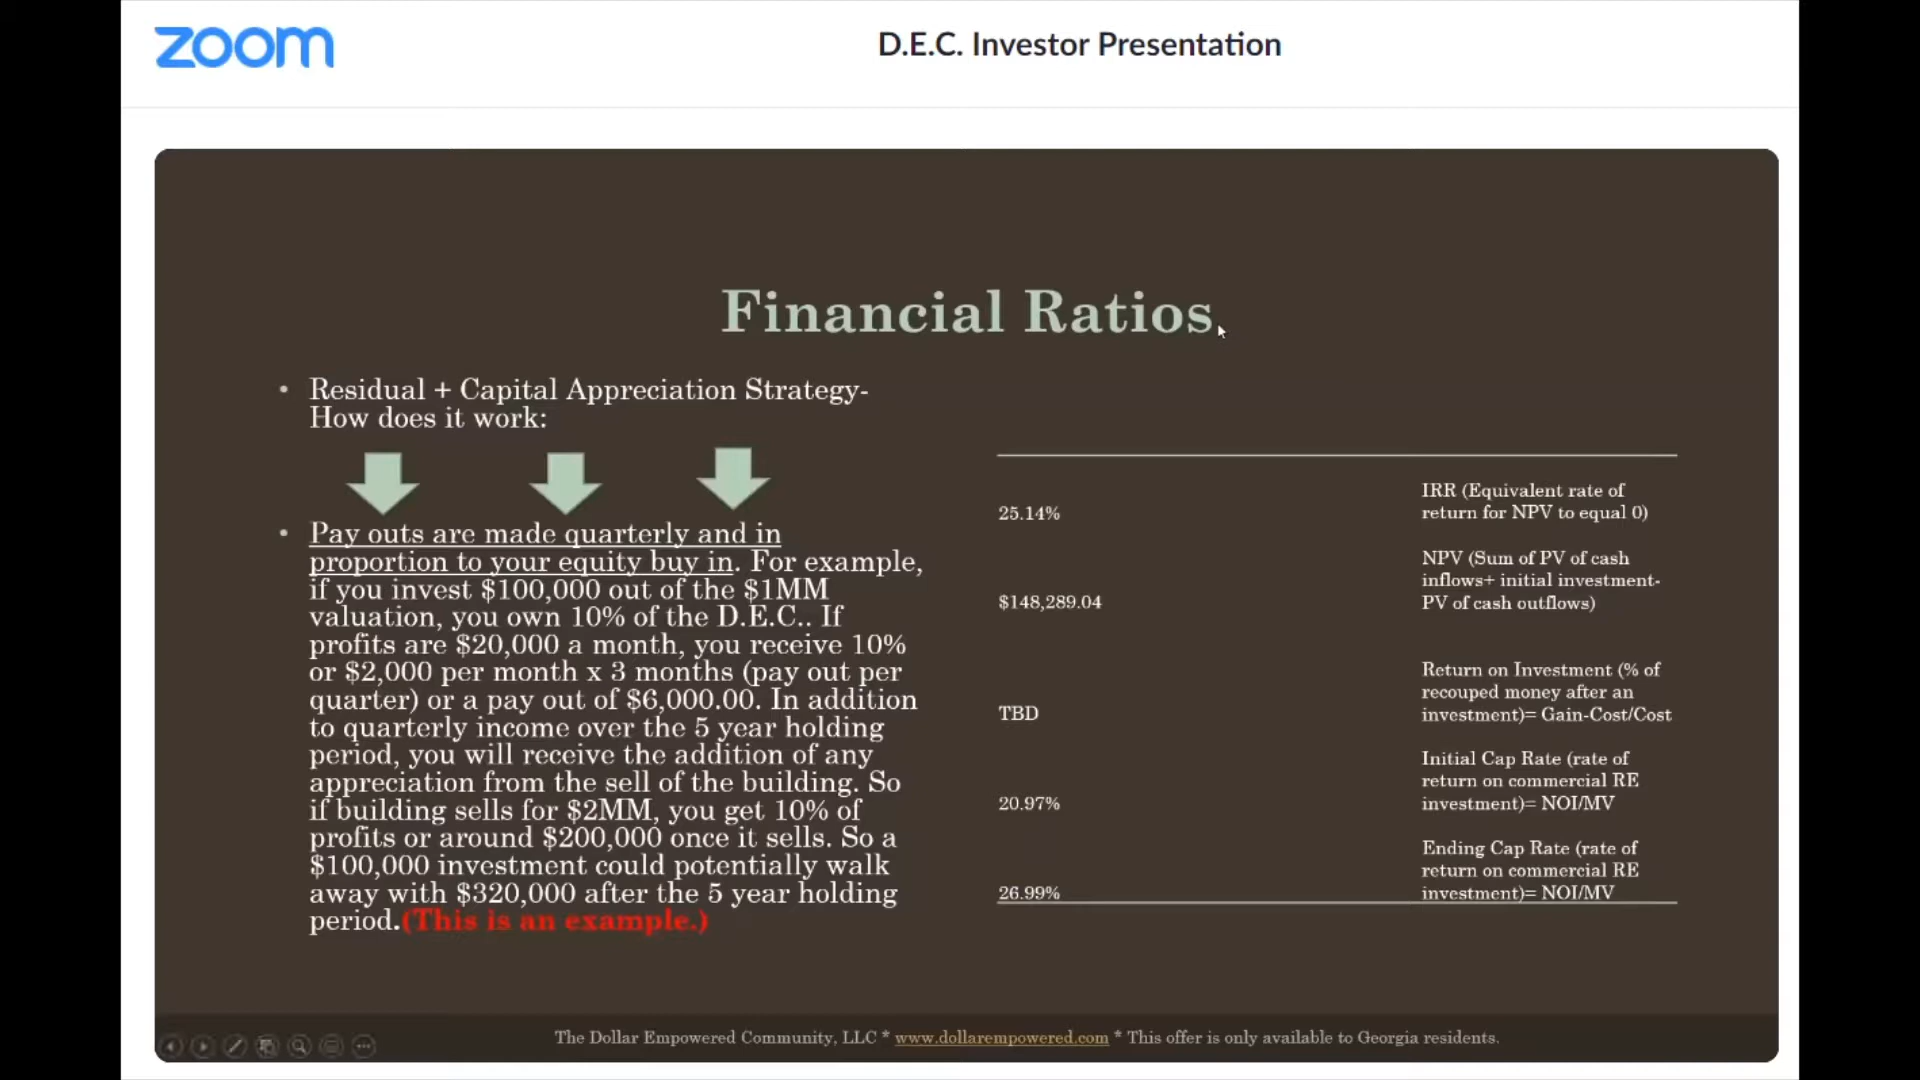 zoom
D.E.C. Investor Presentation
Financial Ratios
• Residual + Capital Appreciation Strategy-
How does it work:
• Pay outs are made quarterly and in
proportion to your equity buy in. For example,
if you invest $100,000 out of the $1MM
valuation, you own 10% of the D.E.C.. If
profits are $20,000 a month, you receive 10%
or $2,000 per month x 3 months (pay out per
quarter) or a pay out of $6,000.00. In addition
to quarterly income over the 5 year holding
period, you will receive the addition of any
appreciation from the sell of the building. So
if building sells for $2MM, you get 10% of
profits or around $200,000 once it sells. So a
$100,000 investment could potentially walk
away with $320,000 after the 5 year holding
period.(This is an example.)
25.14%
IRR (Equivalent rate of
return for NPV to equal 0)
$148,289.04
NPV (Sum of PV of cash
inflows+ initial investment-
PV of cash outflows)
TBD
Return on Investment (% of
recouped money after an
investment)= Gain-Cost/Cost
20.97%
Initial Cap Rate (rate of
return on commercial RE
investment)= NOI/MV
26.99%
Ending Cap Rate (rate of
return on commercial RE
investment)= NOI/MV
The Dollar Empowered Community, LLC * www.dollarempowered.com * This offer is only available to Georgia residents.